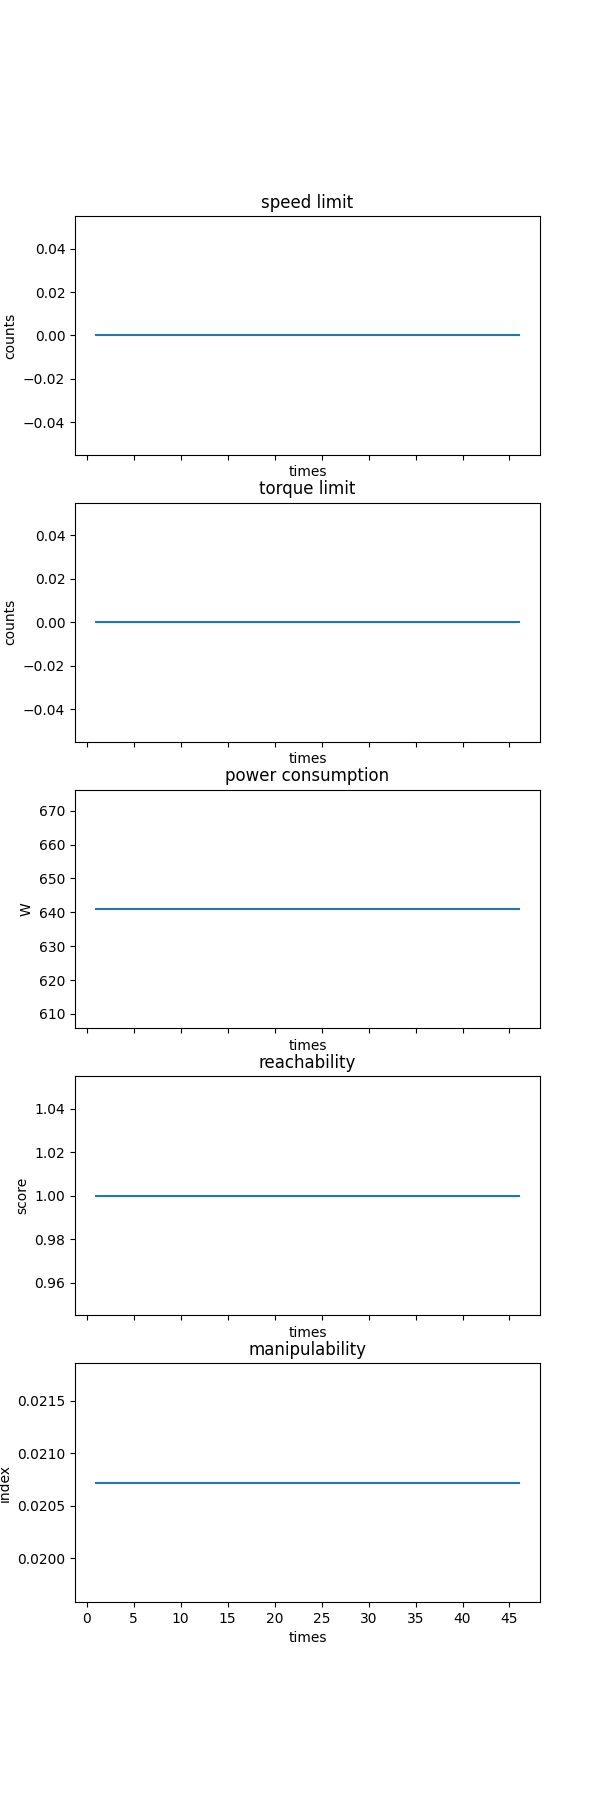 speed limit
0.04
0.02
0.00
−0.02
−0.04
counts
times
torque limit
0.04
0.02
0.00
−0.02
−0.04
counts
times
power consumption
670
660
650
640
630
620
610
W
times
reachability
1.04
1.02
1.00
0.98
0.96
score
times
manipulability
0.0215
0.0210
0.0205
0.0200
index
0 5 10 15 20 25 30 35 40 45
times